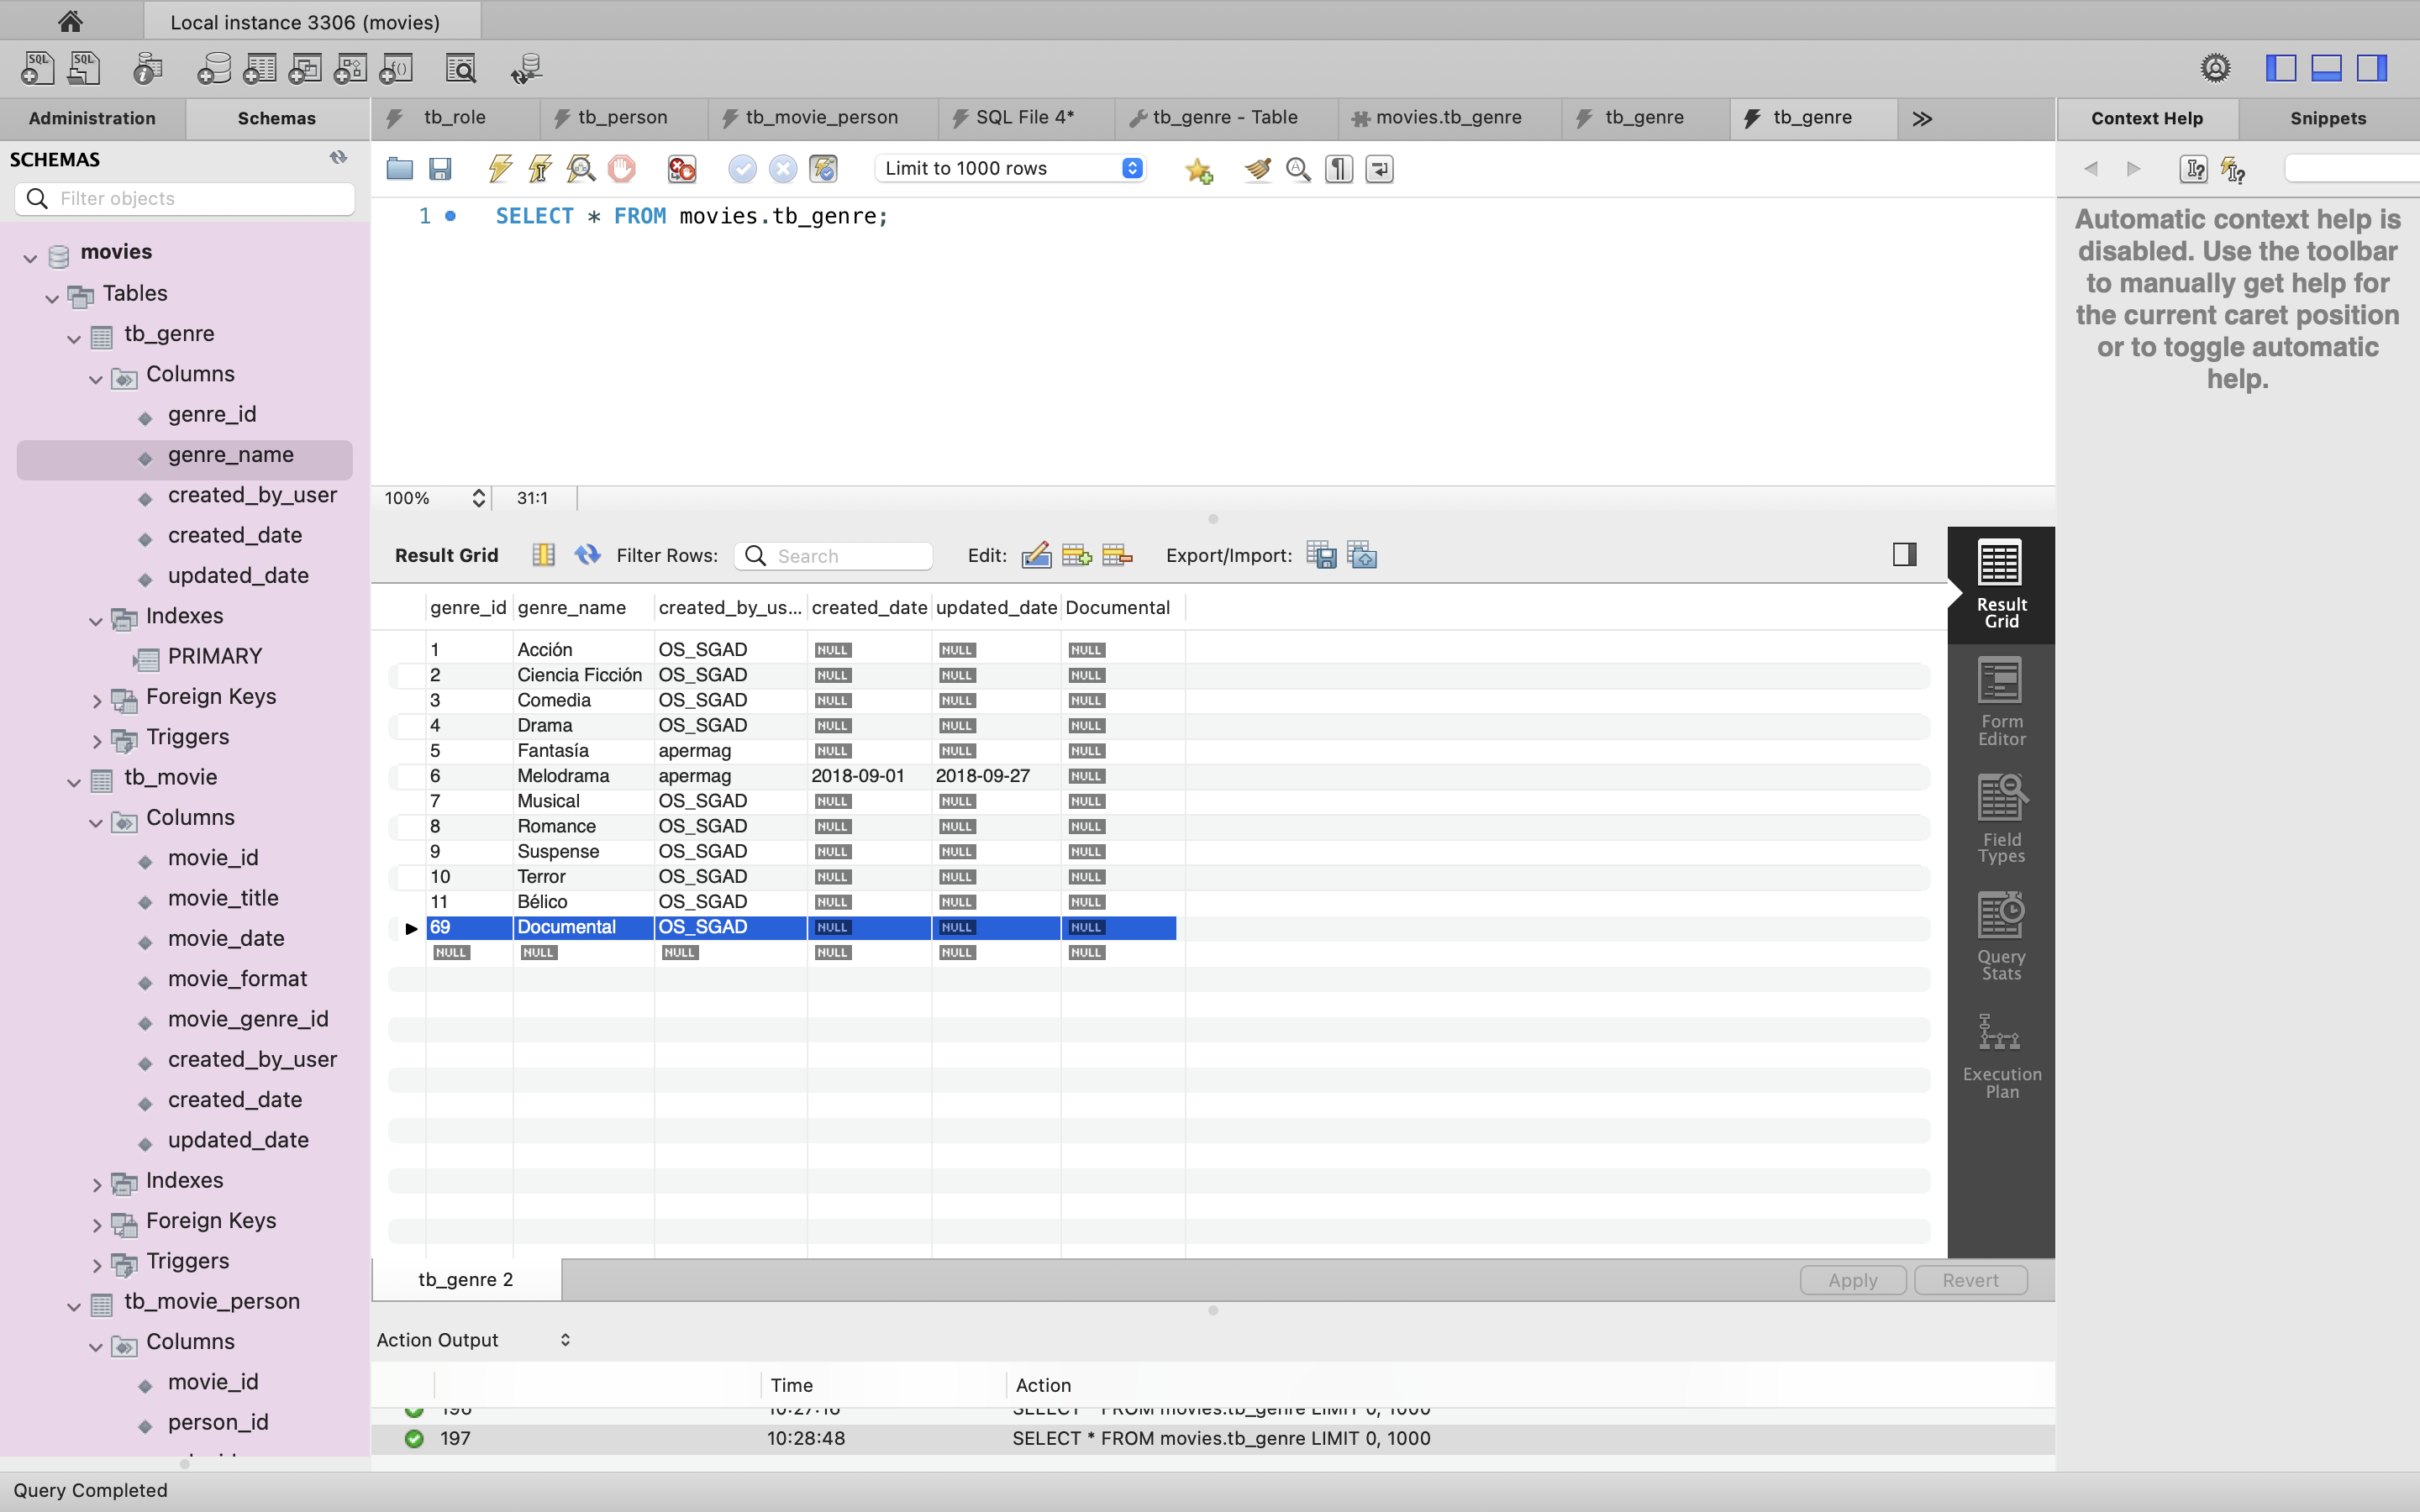 Local instance 3306 (movies)
Administration
Schemas
tb_role
tb_person
tb_movie_person
SQL File 4*
tb_genre - Table
movies.tb_genre
tb_genre
tb_genre
Context Help
Snippets
SCHEMAS
Filter objects
Limit to 1000 rows
1 SELECT * FROM movies.tb_genre;
Automatic context help is
disabled. Use the toolbar
to manually get help for
the current caret position
or to toggle automatic
help.
movies
Tables
tb_genre
Columns
genre_id
genre_name
created_by_user
created_date
updated_date
Indexes
PRIMARY
Foreign Keys
Triggers
tb_movie
Columns
movie_id
movie_title
movie_date
movie_format
movie_genre_id
created_by_user
created_date
updated_date
Indexes
Foreign Keys
Triggers
tb_movie_person
Columns
movie_id
person_id
100% 31:1
Result Grid Filter Rows: Search Edit: Export/Import:
genre_id genre_name created_by_us... created_date updated_date Documental
1 Acción OS_SGAD NULL NULL NULL
2 Ciencia Ficción OS_SGAD NULL NULL NULL
3 Comedia OS_SGAD NULL NULL NULL
4 Drama OS_SGAD NULL NULL NULL
5 Fantasía apermag NULL NULL NULL
6 Melodrama apermag 2018-09-01 2018-09-27 NULL
7 Musical OS_SGAD NULL NULL NULL
8 Romance OS_SGAD NULL NULL NULL
9 Suspense OS_SGAD NULL NULL NULL
10 Terror OS_SGAD NULL NULL NULL
11 Bélico OS_SGAD NULL NULL NULL
69 Documental OS_SGAD NULL NULL NULL
NULL NULL NULL NULL NULL NULL
Result
Grid
Form
Editor
Field
Types
Query
Stats
Execution
Plan
tb_genre 2
Apply
Revert
Action Output
Time Action
196 10:27:16 SELECT * FROM movies.tb_genre LIMIT 0, 1000
197 10:28:48 SELECT * FROM movies.tb_genre LIMIT 0, 1000
Query Completed